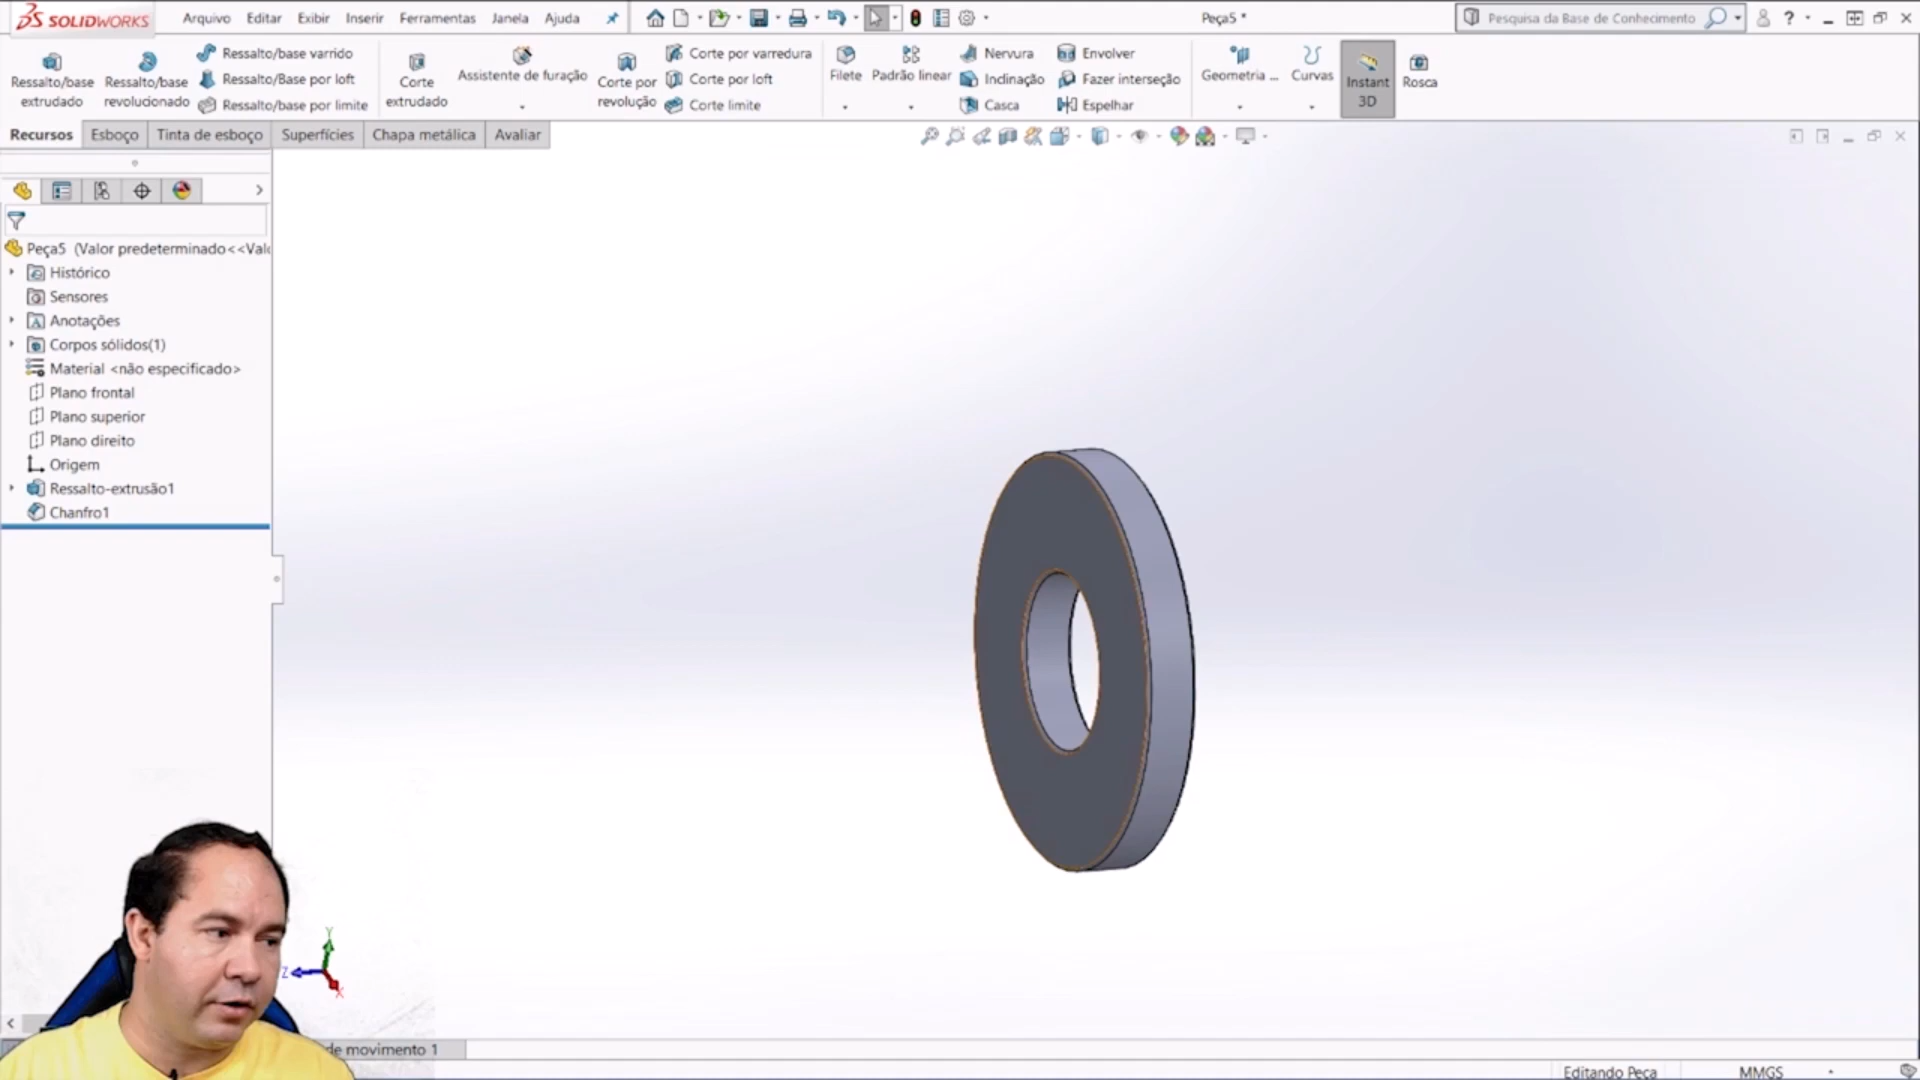 SOLIDWORKS
Arquivo Editar Exibir Inserir Ferramentas Janela Ajuda
Peça5 *
Pesquisa da Base de Conhecimento
?
Ressalto/base extrudado
Ressalto/base revolucionado
Ressalto/base varrido
Ressalto/Base por loft
Ressalto/base por limite
Corte extrudado
Assistente de furação
Corte por revolução
Corte por varredura
Corte por loft
Corte limite
Filete
Padrão linear
Nervura
Inclinação
Casca
Envolver
Fazer interseção
Espelhar
Geometria ...
Curvas
Instant 3D
Rosca
Recursos Esboço Tinta de esboço Superfícies Chapa metálica Avaliar
Peça5 (Valor predeterminado<<Valo
Histórico
Sensores
Anotações
Corpos sólidos(1)
Material <não especificado>
Plano frontal
Plano superior
Plano direito
Origem
Ressalto-extrusão1
Chanfro1
Y
Z
X
de movimento 1
Editando Peça
MMGS